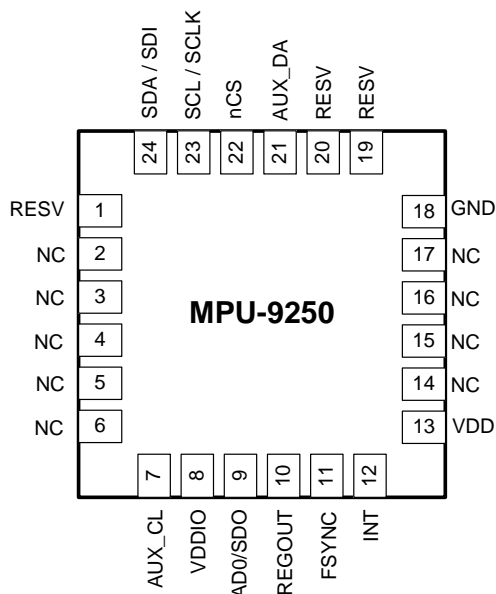 SDA / SDI
SCL / SCLK
nCS
AUX_DA
RESV
RESV
24
23
22
21
20
19
RESV
1
18
GND
NC
2
17
NC
NC
3
16
NC
MPU-9250
NC
4
15
NC
NC
5
14
NC
NC
6
13
VDD
7
8
9
10
11
12
AUX_CL
VDDIO
AD0/SDO
REGOUT
FSYNC
INT